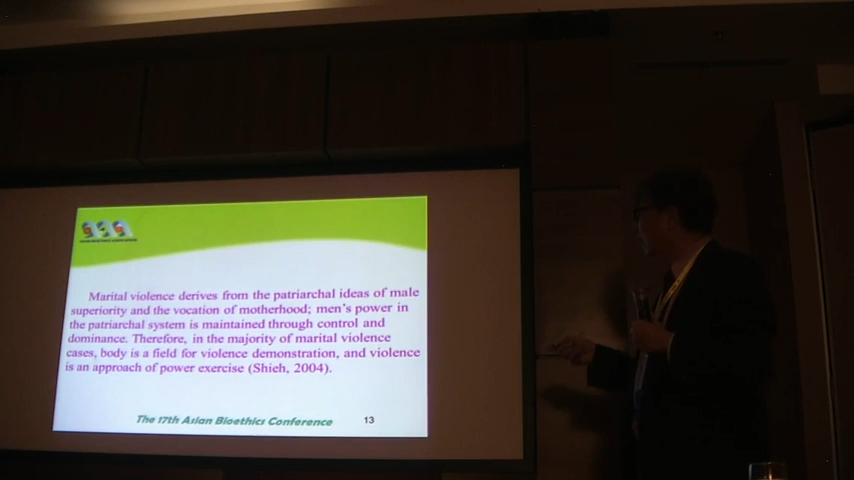 Marital violence derives from the patriarchal ideas of male
superiority and the vocation of motherhood; men's power in
the patriarchal system is maintained through control and
dominance. Therefore, in the majority of marital violence
cases, body is a field for violence demonstration, and violence
is an approach of power exercise (Shieh, 2004).
The 17th Asian Bioethics Conference 13